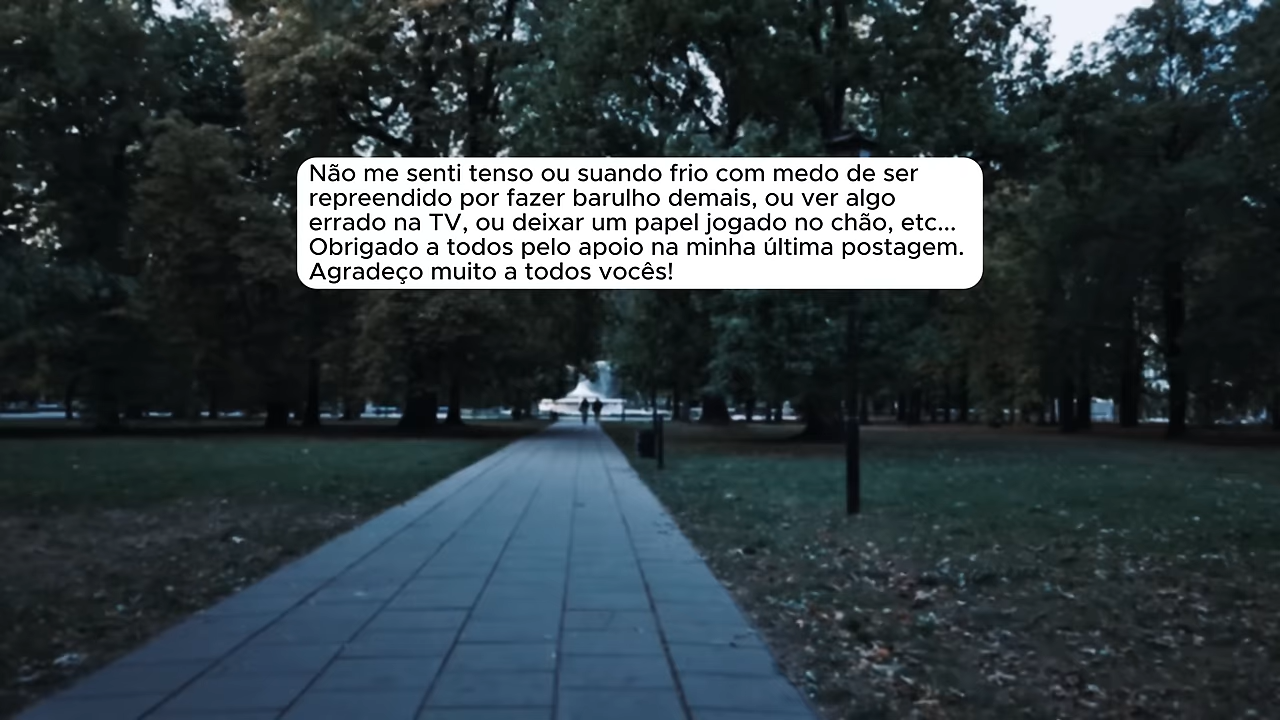 Não me senti tenso ou suando frio com medo de ser
repreendido por fazer barulho demais, ou ver algo
errado na TV, ou deixar um papel jogado no chão, etc...
Obrigado a todos pelo apoio na minha última postagem.
Agradeço muito a todos vocês!